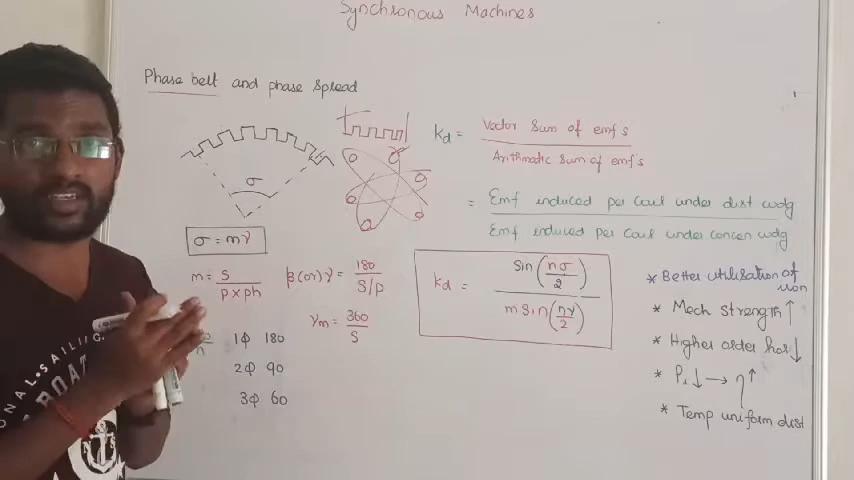 Synchronous Machines
Phase belt and phase spread
σ
σ = mγ
m = S / P×ph
β(or)γ = 180 / S/P
γm = 360 / S
1φ 180
2φ 90
3φ 60
kd = Vector Sum of emf's / Arithmatic Sum of emf's
= Emf induced per coil under dist wdg / Emf induced per coil under concen wdg
kd = Sin(nσ/2) / m Sin(nγ/2)
* Better utilisation of
iron
* Mech strength ↑
* Higher order har ↓
* P ↓ → η ↑
* Temp uniform dist